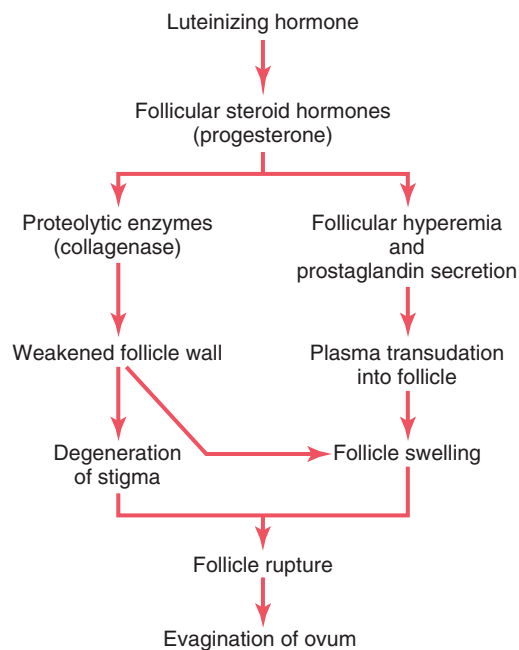 Luteinizing hormone
Follicular steroid hormones
(progesterone)
Proteolytic enzymes
(collagenase)
Follicular hyperemia
and
prostaglandin secretion
Weakened follicle wall
Plasma transudation
into follicle
Degeneration
of stigma
Follicle swelling
Follicle rupture
Evagination of ovum